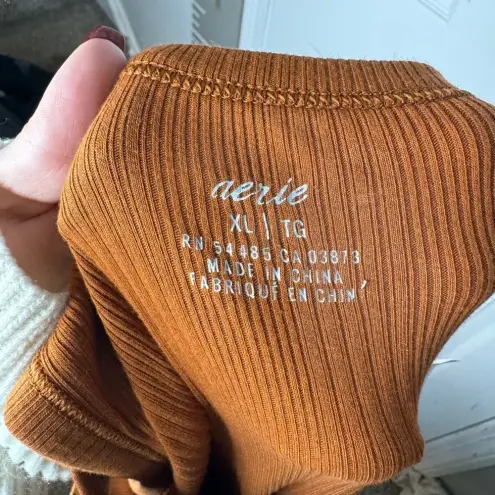 aerie
XL | TG
RN 54485 CA 03873
MADE IN CHINA
FABRIQUÉ EN CHIN